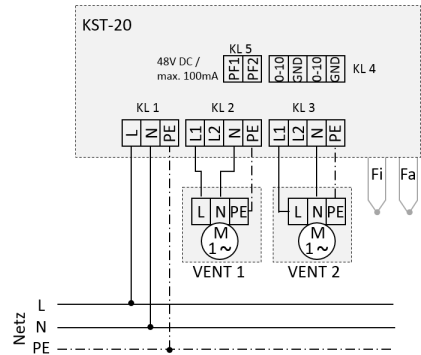 KST-20
KL 5
48V DC /
max. 100mA
PF1 PF2
0-10 GND 0-10 GND
KL 4
KL 1 KL 2 KL 3
L N PE L1 L2 N PE L1 L2 N PE
Fi Fa
L N PE L N PE
M M
1~ 1~
VENT 1 VENT 2
Netz
L
N
PE